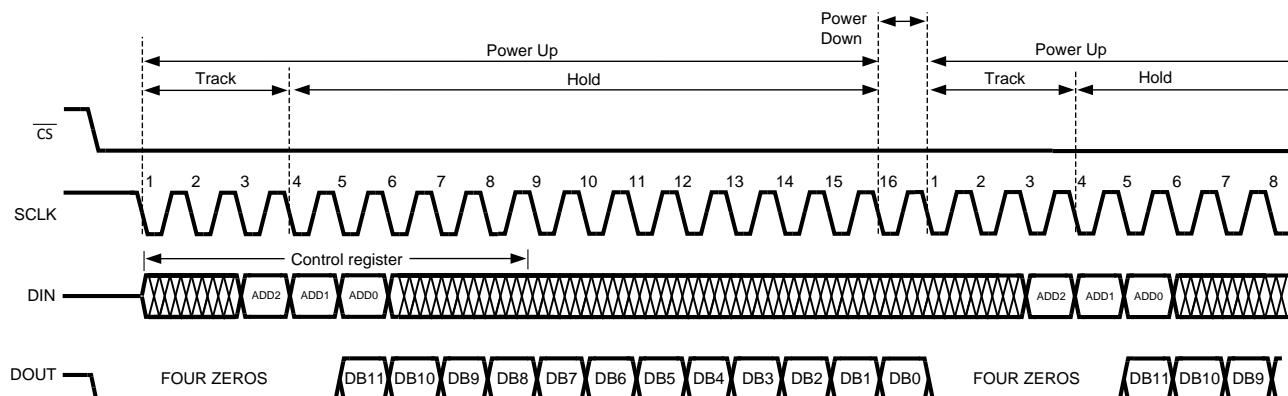 Power
Down
Power Up Power Up
Track Hold Track Hold
CS
1 2 3 4 5 6 7 8 9 10 11 12 13 14 15 16 1 2 3 4 5 6 7 8
SCLK
Control register
DIN ADD2 ADD1 ADD0 ADD2 ADD1 ADD0
DOUT FOUR ZEROS DB11 DB10 DB9 DB8 DB7 DB6 DB5 DB4 DB3 DB2 DB1 DB0 FOUR ZEROS DB11 DB10 DB9